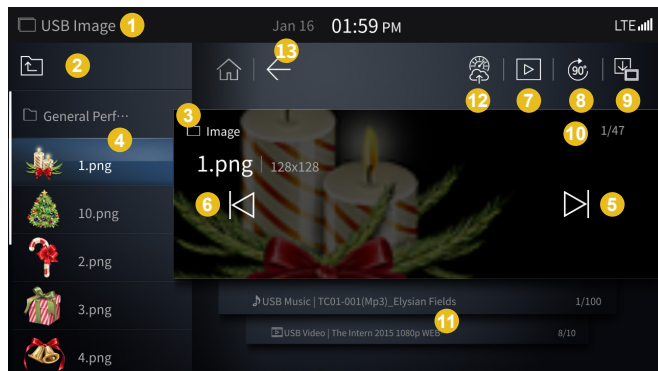 USB Image 1
Jan 16 01:59 PM
LTE
2
13
12
7
90°
8
9
General Perf···
4
3
Image
10
1/47
1.png
1.png | 128x128
6
5
10.png
2.png
USB Music | TC01-001(Mp3)_Elysian Fields
1/100
3.png
USB Video | The Intern 2015 1080p WEB
11
8/10
4.png